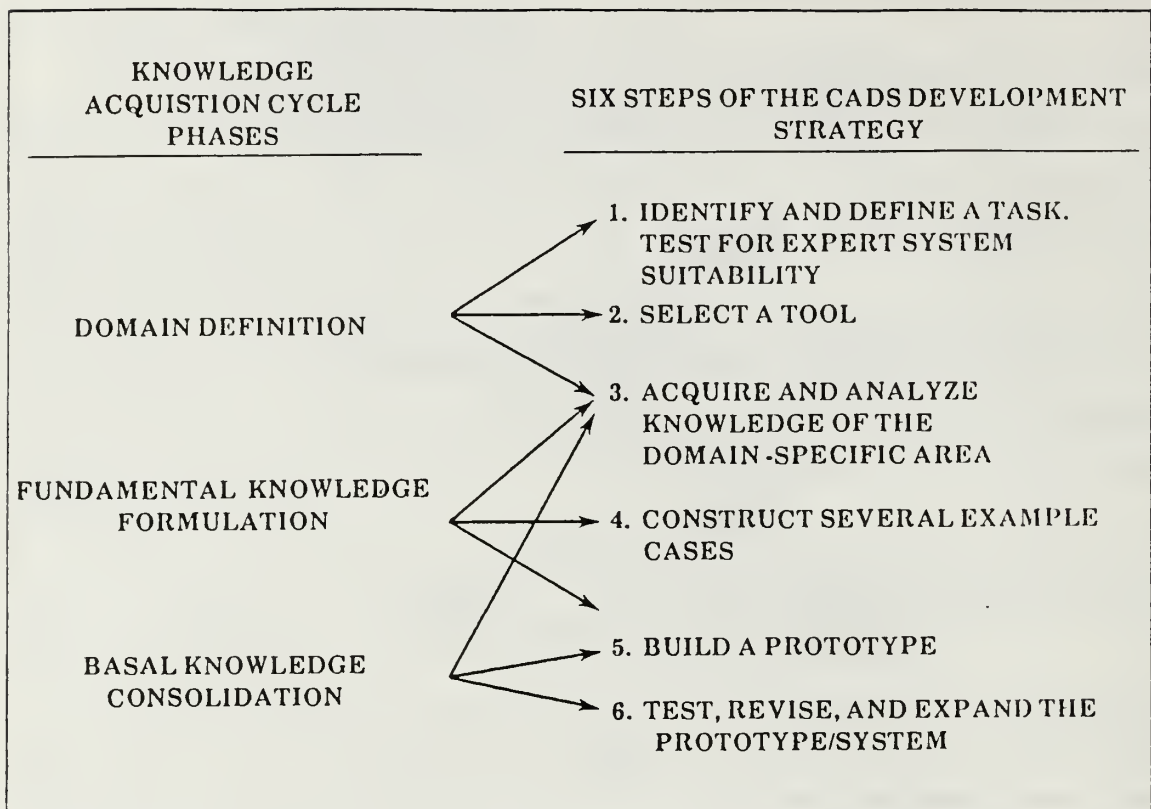 KNOWLEDGE
ACQUISTION CYCLE
PHASES
SIX STEPS OF THE CADS DEVELOPMENT
STRATEGY
DOMAIN DEFINITION
FUNDAMENTAL KNOWLEDGE
FORMULATION
BASAL KNOWLEDGE
CONSOLIDATION
1. IDENTIFY AND DEFINE A TASK.
TEST FOR EXPERT SYSTEM
SUITABILITY
2. SELECT A TOOL
3. ACQUIRE AND ANALYZE
KNOWLEDGE OF THE
DOMAIN-SPECIFIC AREA
4. CONSTRUCT SEVERAL EXAMPLE
CASES
5. BUILD A PROTOTYPE
6. TEST, REVISE, AND EXPAND THE
PROTOTYPE/SYSTEM